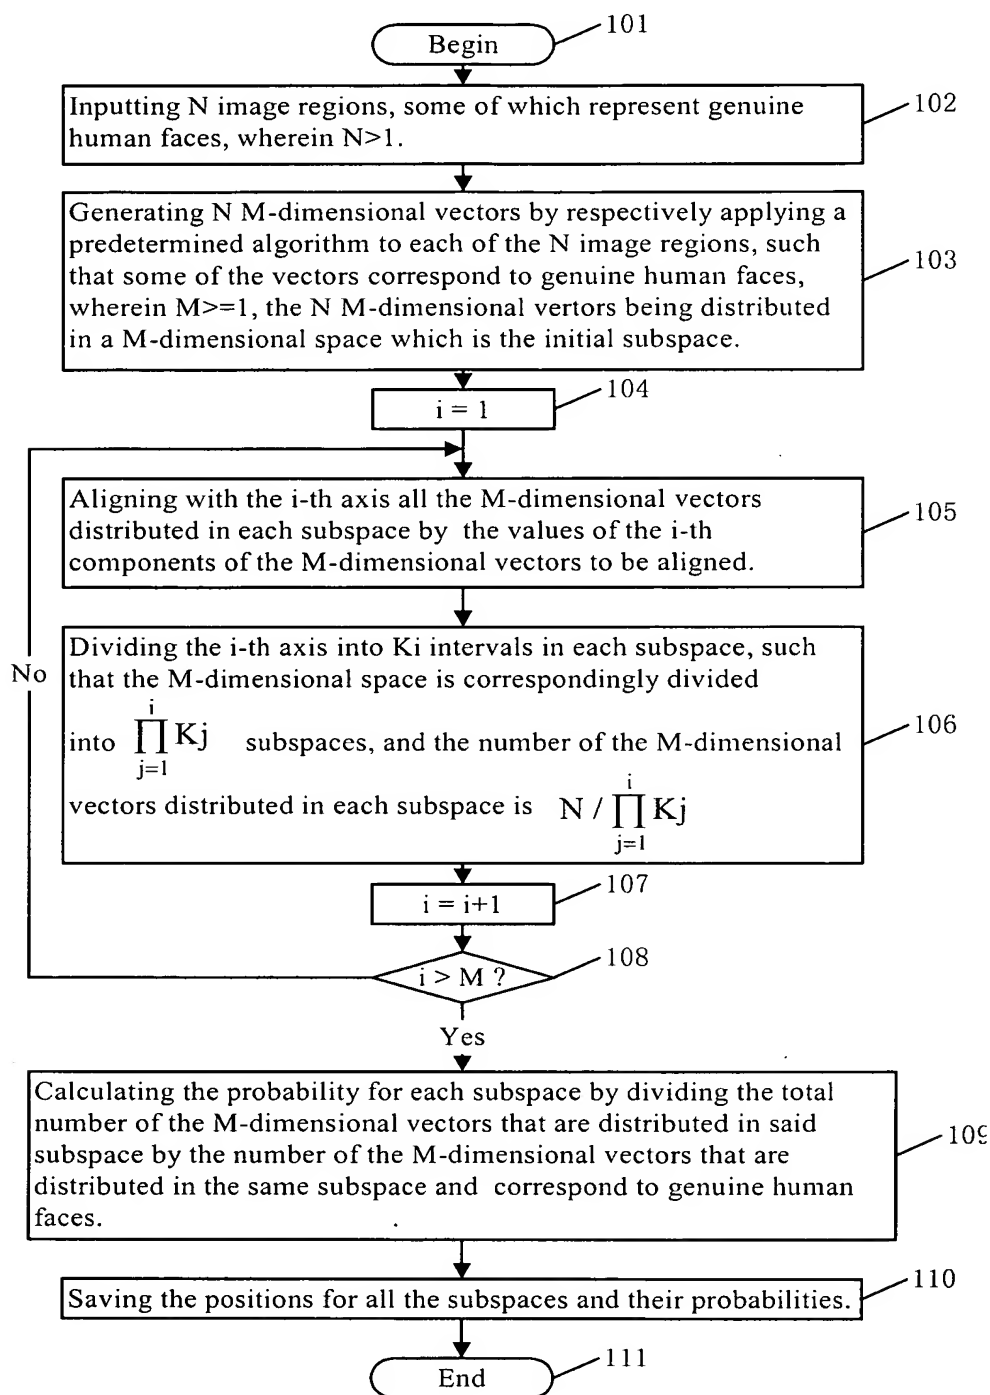 Begin
101
Inputting N image regions, some of which represent genuine
human faces, wherein N>1.
102
Generating N M-dimensional vectors by respectively applying a
predetermined algorithm to each of the N image regions, such
that some of the vectors correspond to genuine human faces,
wherein M>=1, the N M-dimensional vertors being distributed
in a M-dimensional space which is the initial subspace.
103
i = 1
104
Aligning with the i-th axis all the M-dimensional vectors
distributed in each subspace by the values of the i-th
components of the M-dimensional vectors to be aligned.
105
Dividing the i-th axis into Ki intervals in each subspace, such
that the M-dimensional space is correspondingly divided
into ∏ i j=1 Kj subspaces, and the number of the M-dimensional
vectors distributed in each subspace is N / ∏ i j=1 Kj
106
No
i = i+1
107
i > M ?
108
Yes
Calculating the probability for each subspace by dividing the total
number of the M-dimensional vectors that are distributed in said
subspace by the number of the M-dimensional vectors that are
distributed in the same subspace and correspond to genuine human
faces.
109
Saving the positions for all the subspaces and their probabilities.
110
End
111